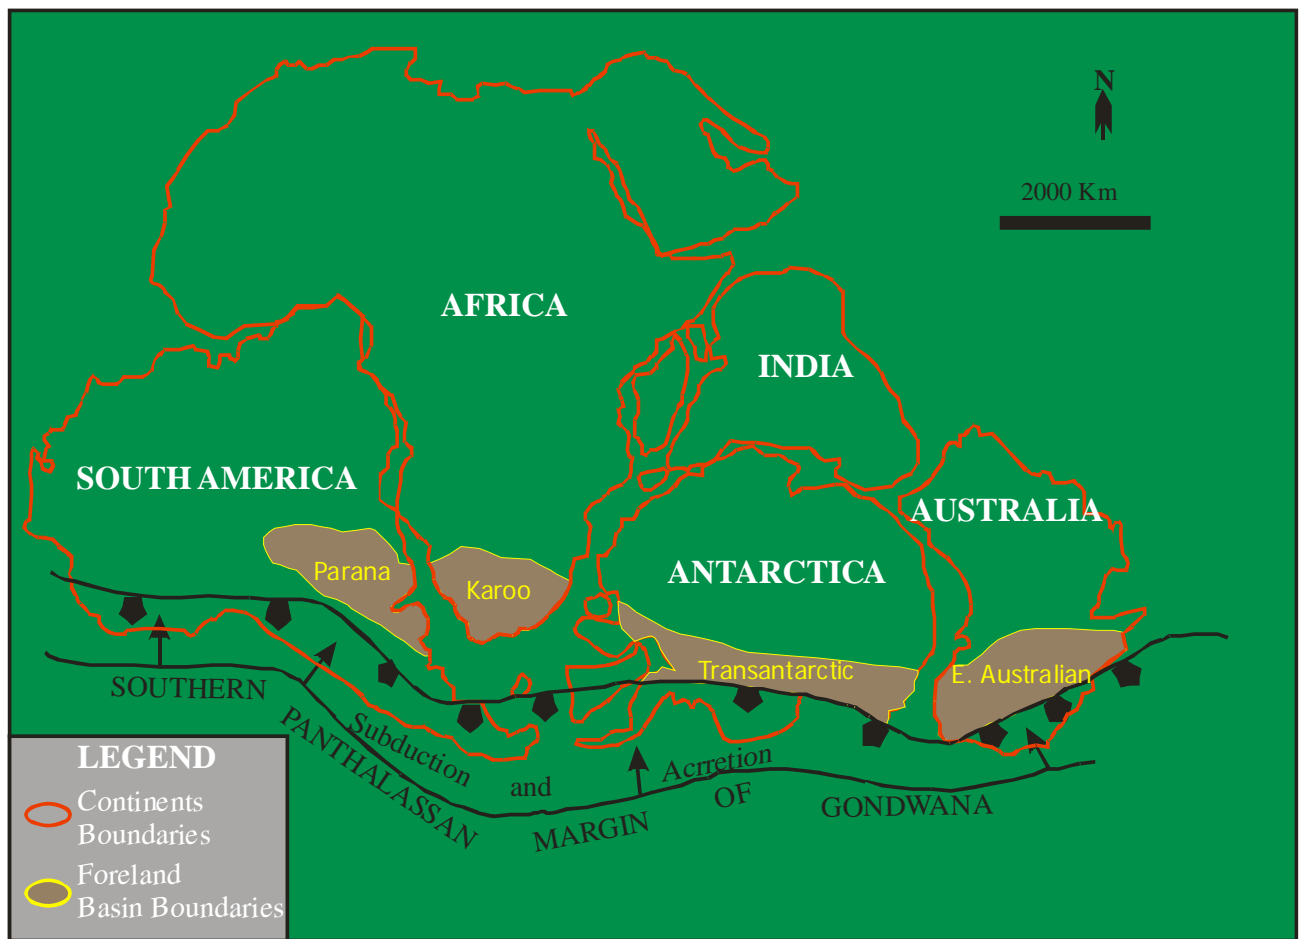 N
2000 Km
AFRICA
INDIA
SOUTH AMERICA
AUSTRALIA
ANTARCTICA
Parana
Karoo
Transantarctic
E. Australian
SOUTHERN
PANTHALASSAN
MARGIN
OF
GONDWANA
Subduction
and
Acrretion
LEGEND
Continents
Boundaries
Foreland
Basin Boundaries